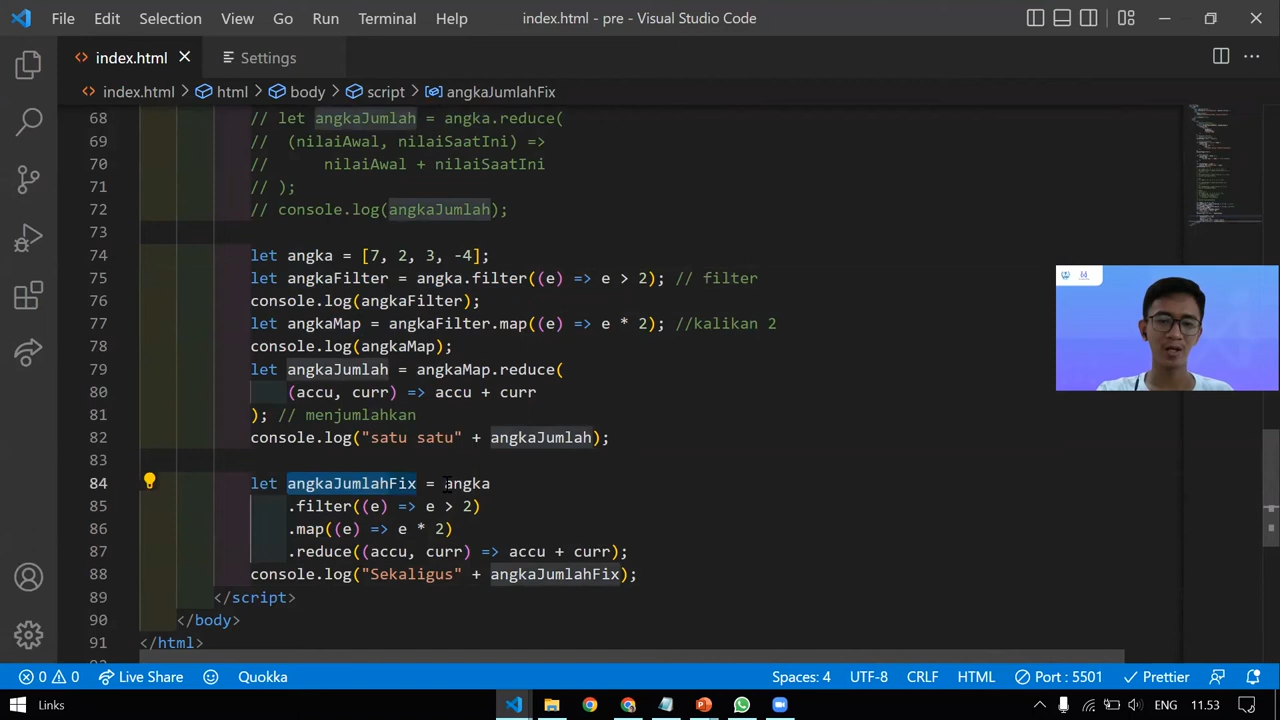 File Edit Selection View Go Run Terminal Help index.html - pre - Visual Studio Code
index.html Settings
index.html html body script angkaJumlahFix
68 // let angkaJumlah = angka.reduce(
69 // (nilaiAwal, nilaiSaatIni) =>
70 // nilaiAwal + nilaiSaatIni
71 // );
72 // console.log(angkaJumlah);
73
74 let angka = [7, 2, 3, -4];
75 let angkaFilter = angka.filter((e) => e > 2); // filter
76 console.log(angkaFilter);
77 let angkaMap = angkaFilter.map((e) => e * 2); //kalikan 2
78 console.log(angkaMap);
79 let angkaJumlah = angkaMap.reduce(
80 (accu, curr) => accu + curr
81 ); // menjumlahkan
82 console.log("satu satu" + angkaJumlah);
83
84 let angkaJumlahFix = angka
85 .filter((e) => e > 2)
86 .map((e) => e * 2)
87 .reduce((accu, curr) => accu + curr);
88 console.log("Sekaligus" + angkaJumlahFix);
89 </script>
90 </body>
91 </html>
0 0 Live Share Quokka Spaces: 4 UTF-8 CRLF HTML Port : 5501 Prettier
Links ENG 11.53